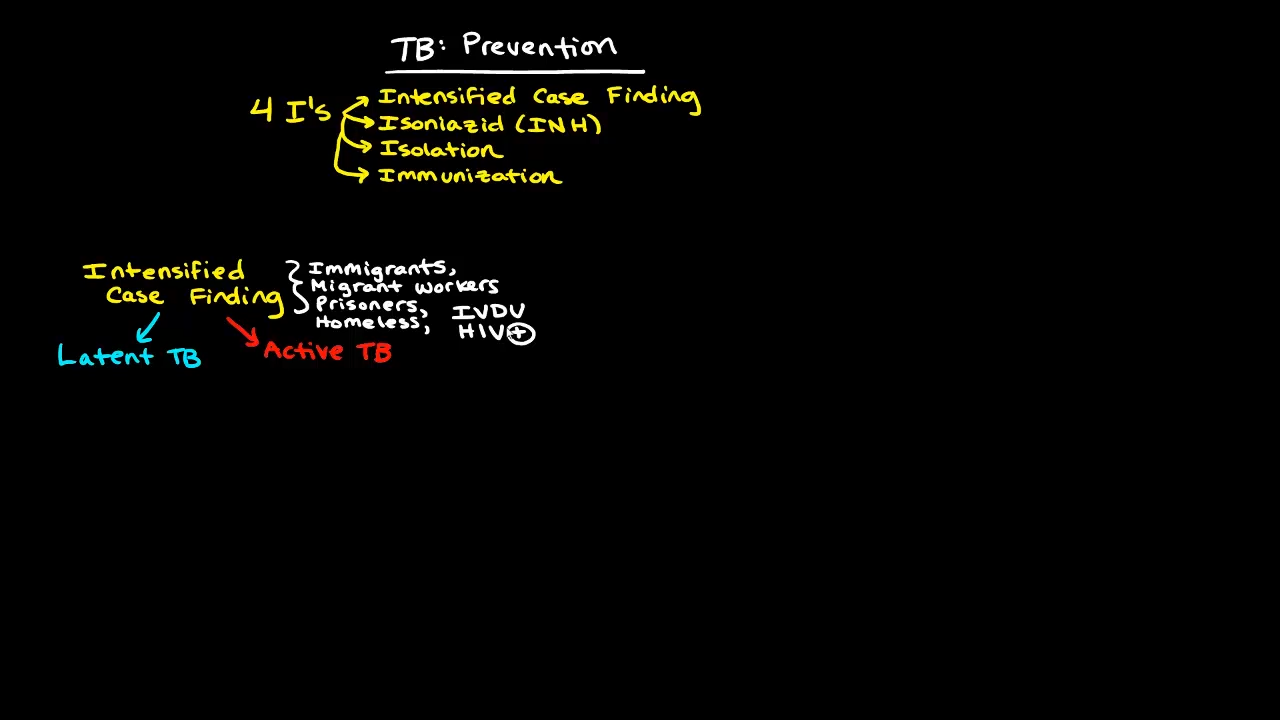 TB: Prevention
4 I's
Intensified Case Finding
Isoniazid (INH)
Isolation
Immunization
Intensified
Case Finding
Immigrants,
Migrant workers
Prisoners, IVDU
Homeless, HIV+
Latent TB
Active TB